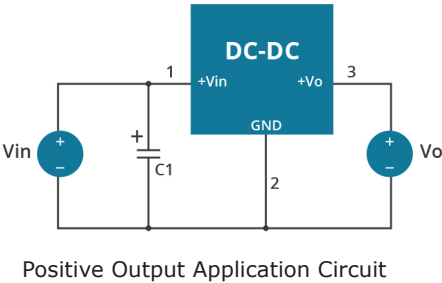 DC-DC
1
+Vin
+Vo
3
GND
Vin
+
−
+
C1
2
+
−
Vo
Positive Output Application Circuit